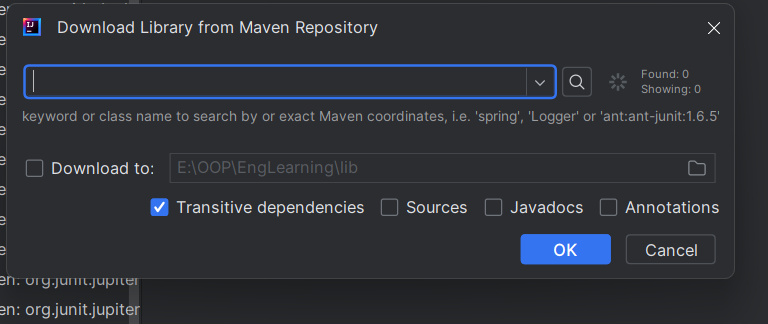 Download Library from Maven Repository
Found: 0
Showing: 0
keyword or class name to search by or exact Maven coordinates, i.e. 'spring', 'Logger' or 'ant:ant-junit:1.6.5'
Download to:
E:\OOP\EngLearning\lib
Transitive dependencies
Sources
Javadocs
Annotations
OK
Cancel
en: org.junit.jupiter
en: org.junit.jupiter